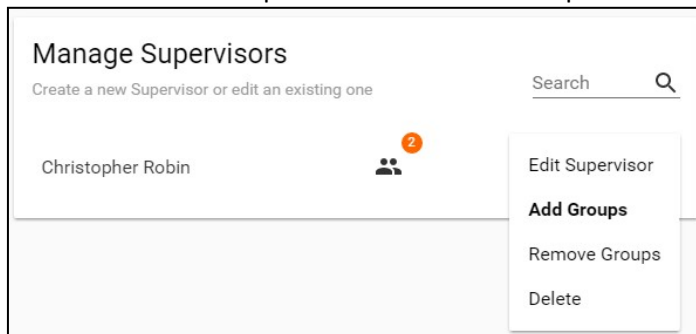 Manage Supervisors
Create a new Supervisor or edit an existing one
Search
Christopher Robin
2
Edit Supervisor
Add Groups
Remove Groups
Delete